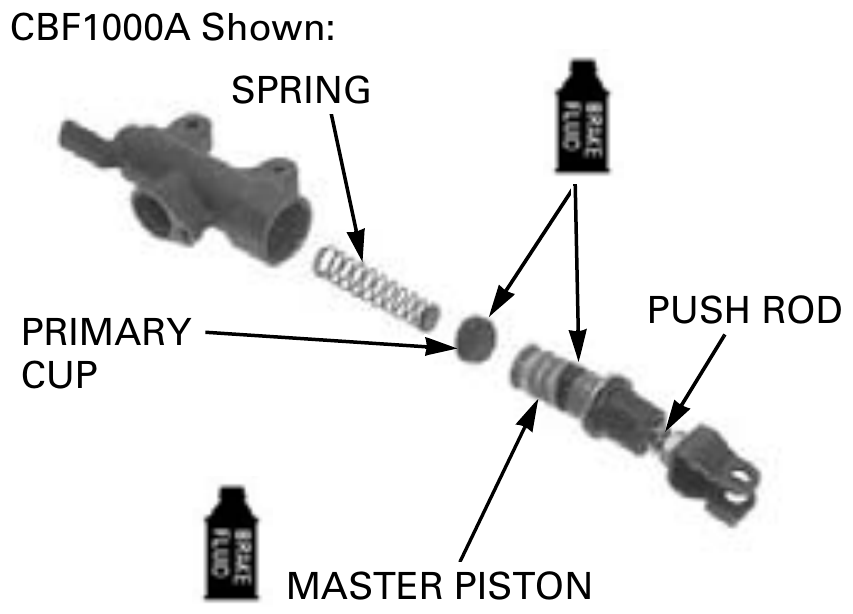 CBF1000A Shown:
SPRING
BRAKE
FLUID
PUSH ROD
PRIMARY
CUP
BRAKE
FLUID
MASTER PISTON